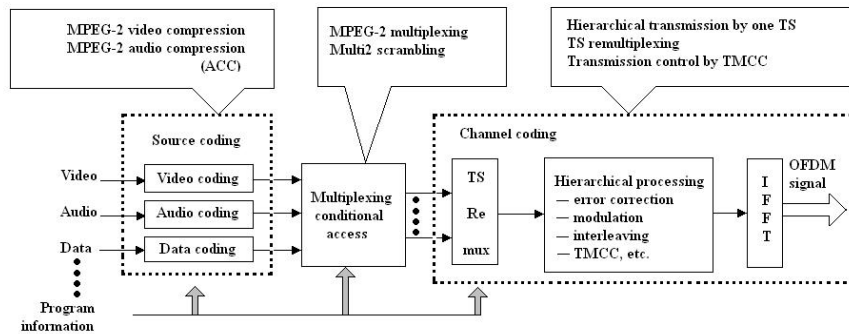 MPEG-2 video compression
MPEG-2 audio compression
(ACC)
MPEG-2 multiplexing
Multi2 scrambling
Hierarchical transmission by one TS
TS remultiplexing
Transmission control by TMCC
Source coding
Channel coding
Video
Video coding
Audio
Audio coding
Data
Data coding
Multiplexing
conditional
access
TS
Re
mux
Hierarchical processing
— error correction
— modulation
— interleaving
— TMCC, etc.
I
F
F
T
OFDM
signal
Program
information